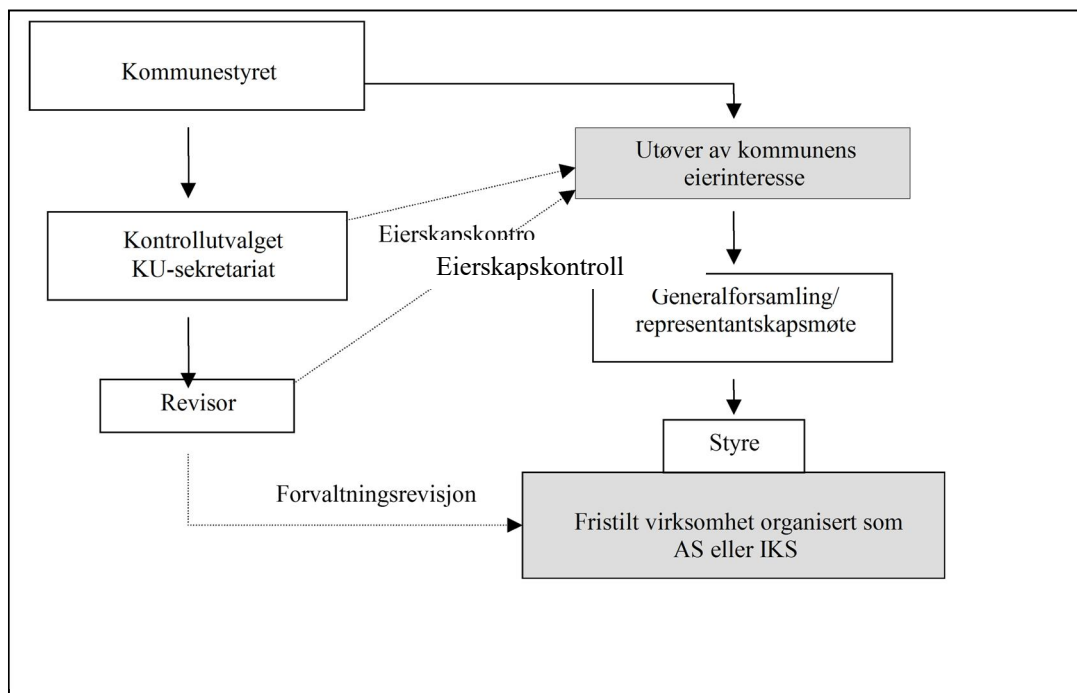 Kommunestyret
Utøver av kommunens
eierinteresse
Kontrollutvalget
KU-sekretariat
Eierskapskontro
Eierskapskontroll
Generalforsamling/
representantskapsmøte
Revisor
Styre
Forvaltningsrevisjon
Fristilt virksomhet organisert som
AS eller IKS